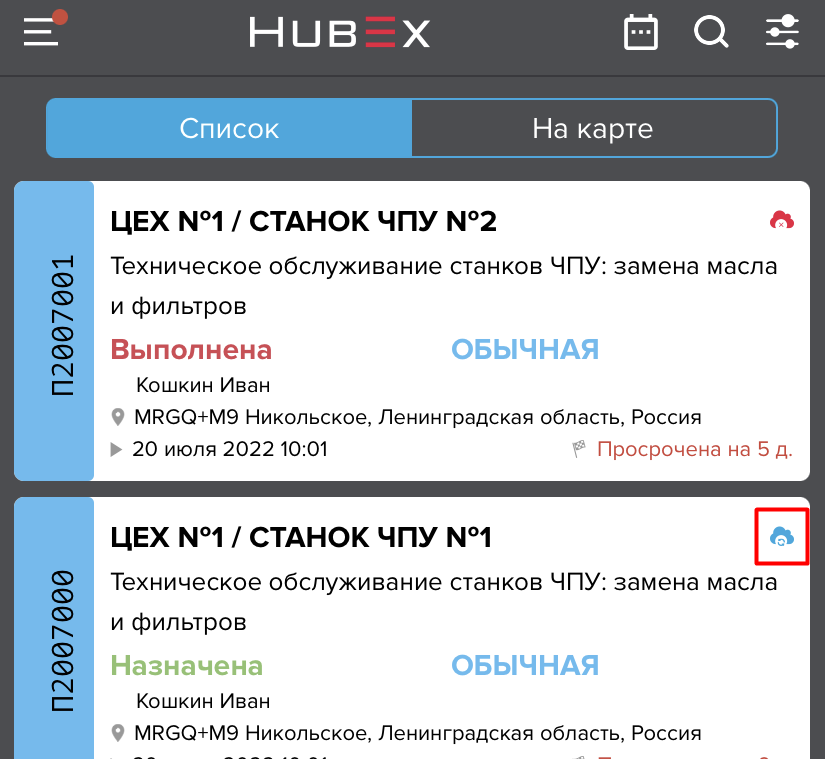 HUBEX
Список
На карте
П2007001
ЦЕХ №1 / СТАНОК ЧПУ №2
Техническое обслуживание станков ЧПУ: замена масла
и фильтров
Выполнена
ОБЫЧНАЯ
Кошкин Иван
MRGQ+M9 Никольское, Ленинградская область, Россия
20 июля 2022 10:01
Просрочена на 5 д.
П2007000
ЦЕХ №1 / СТАНОК ЧПУ №1
Техническое обслуживание станков ЧПУ: замена масла
и фильтров
Назначена
ОБЫЧНАЯ
Кошкин Иван
MRGQ+M9 Никольское, Ленинградская область, Россия